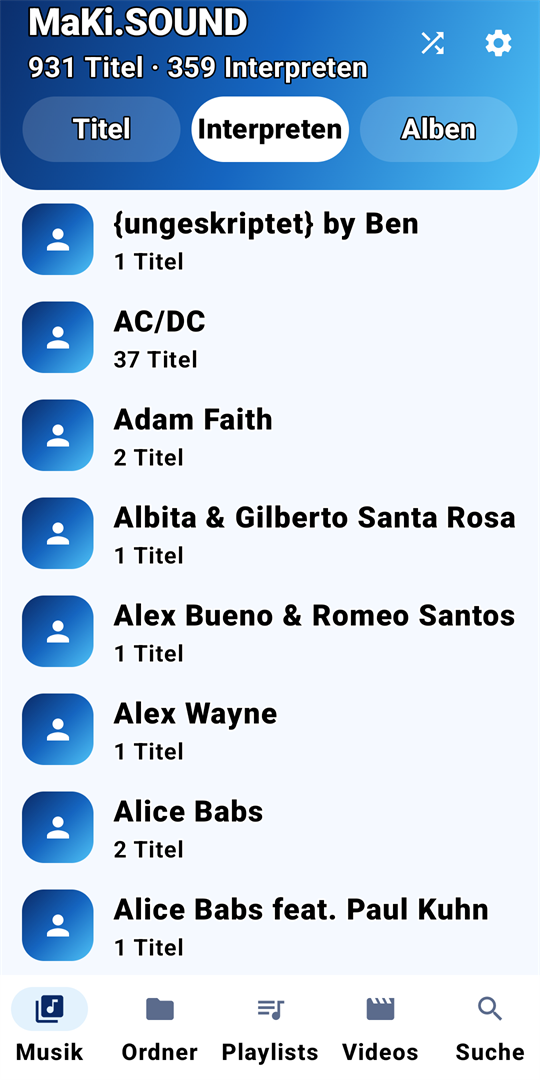 MaKi.SOUND
931 Titel · 359 Interpreten
Titel
Interpreten
Alben
{ungeskriptet} by Ben
1 Titel
AC/DC
37 Titel
Adam Faith
2 Titel
Albita & Gilberto Santa Rosa
1 Titel
Alex Bueno & Romeo Santos
1 Titel
Alex Wayne
1 Titel
Alice Babs
2 Titel
Alice Babs feat. Paul Kuhn
1 Titel
Musik
Ordner
Playlists
Videos
Suche